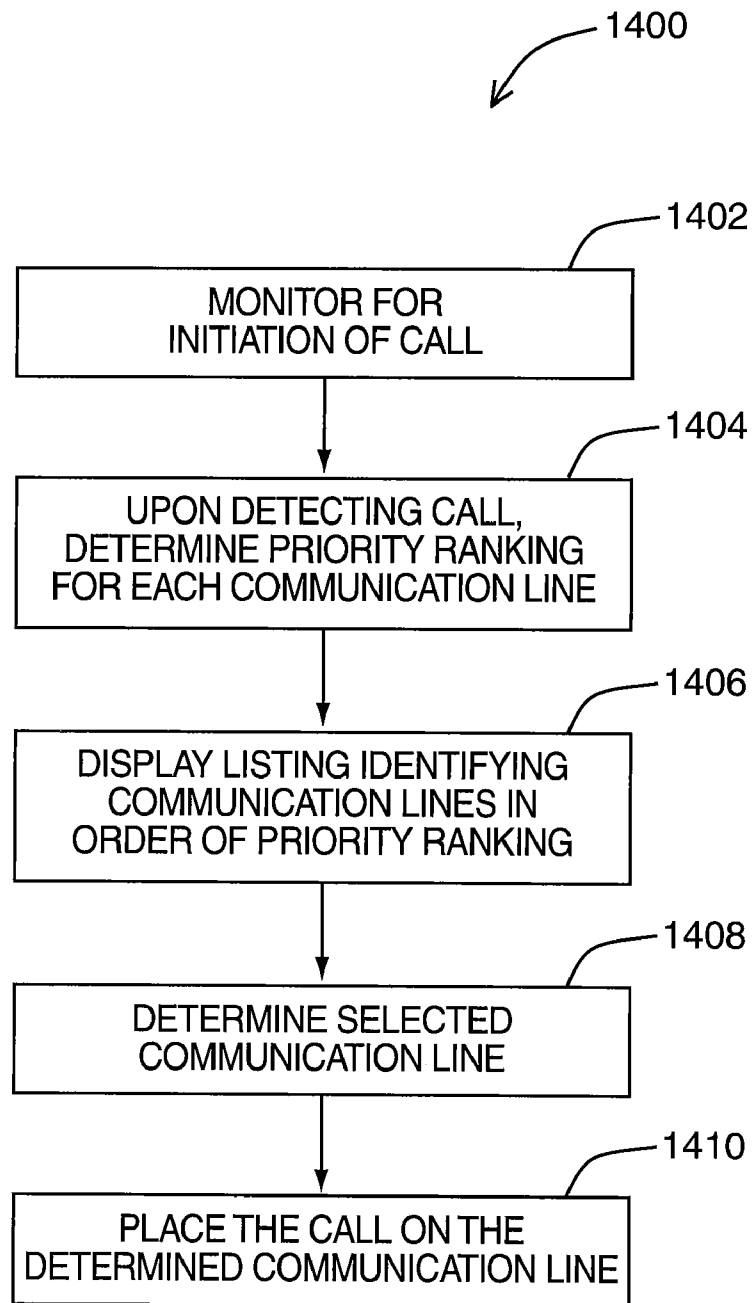 1400
1402
MONITOR FOR
INITIATION OF CALL
1404
UPON DETECTING CALL,
DETERMINE PRIORITY RANKING
FOR EACH COMMUNICATION LINE
1406
DISPLAY LISTING IDENTIFYING
COMMUNICATION LINES IN
ORDER OF PRIORITY RANKING
1408
DETERMINE SELECTED
COMMUNICATION LINE
1410
PLACE THE CALL ON THE
DETERMINED COMMUNICATION LINE